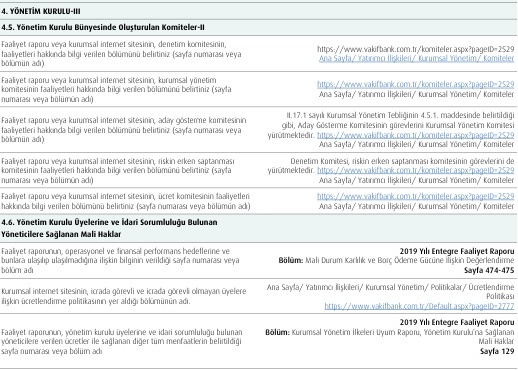 4. YÖNETİM KURULU-III
4.5. Yönetim Kurulu Bünyesinde Oluşturulan Komiteler-II
Faaliyet raporu veya kurumsal internet sitesinin, denetim komitesinin,
faaliyetleri hakkında bilgi verilen bölümünü belirtiniz (sayfa numarası veya
bölümün adı)
https://www.vakifbank.com.tr/komiteler.aspx?pageID=2529
Ana Sayfa/ Yatırımcı İlişkileri/ Kurumsal Yönetim/ Komiteler
Faaliyet raporu veya kurumsal internet sitesinin, kurumsal yönetim
komitesinin faaliyetleri hakkında bilgi verilen bölümünü belirtiniz (sayfa
numarası veya bölümün adı)
https://www.vakifbank.com.tr/komiteler.aspx?pageID=2529
Ana Sayfa/ Yatırımcı İlişkileri/ Kurumsal Yönetim/ Komiteler
Faaliyet raporu veya kurumsal internet sitesinin, aday gösterme komitesinin
faaliyetleri hakkında bilgi verilen bölümünü belirtiniz (sayfa numarası veya
bölümün adı)
II.17.1 sayılı Kurumsal Yönetim Tebliğinin 4.5.1. maddesinde belirtildiği
gibi, Aday Gösterme Komitesinin görevlerini Kurumsal Yönetim Komitesi
yürütmektedir. https://www.vakifbank.com.tr/komiteler.aspx?pageID=2529
Ana Sayfa/ Yatırımcı İlişkileri/ Kurumsal Yönetim/ Komiteler
Faaliyet raporu veya kurumsal internet sitesinin, riskin erken saptanması
komitesinin faaliyetleri hakkında bilgi verilen bölümünü belirtiniz (sayfa
numarası veya bölümün adı)
Denetim Komitesi, riskin erken saptanması komitesinin görevlerini de
yürütmektedir. https://www.vakifbank.com.tr/komiteler.aspx?pageID=2529
Ana Sayfa/ Yatırımcı İlişkileri/ Kurumsal Yönetim/ Komiteler
Faaliyet raporu veya kurumsal internet sitesinin, ücret komitesinin faaliyetleri
hakkında bilgi verilen bölümünü belirtiniz (sayfa numarası veya bölümün adı)
https://www.vakifbank.com.tr/komiteler.aspx?pageID=2529
Ana Sayfa/ Yatırımcı İlişkileri/ Kurumsal Yönetim/ Komiteler
4.6. Yönetim Kurulu Üyelerine ve İdari Sorumluluğu Bulunan
Yöneticilere Sağlanan Mali Haklar
Faaliyet raporunun, operasyonel ve finansal performans hedeflerine ve
bunlara ulaşılıp ulaşılmadığına ilişkin bilginin verildiği sayfa numarası veya
bölüm adı
2019 Yılı Entegre Faaliyet Raporu
Bölüm: Mali Durum Karlılık ve Borç Ödeme Gücüne İlişkin Değerlendirme
Sayfa 474-475
Kurumsal internet sitesinin, icrada görevli ve icrada görevli olmayan üyelere
ilişkin ücretlendirme politikasının yer aldığı bölümünün adı.
Ana Sayfa/ Yatırımcı İlişkileri/ Kurumsal Yönetim/ Politikalar/ Ücretlendirme
Politikası
https://www.vakifbank.com.tr/Default.aspx?pageID=2777
Faaliyet raporunun, yönetim kurulu üyelerine ve idari sorumluluğu bulunan
yöneticilere verilen ücretler ile sağlanan diğer tüm menfaatlerin belirtildiği
sayfa numarası veya bölüm adı
2019 Yılı Entegre Faaliyet Raporu
Bölüm: Kurumsal Yönetim İlkeleri Uyum Raporu, Yönetim Kurulu'na Sağlanan
Mali Haklar
Sayfa 129